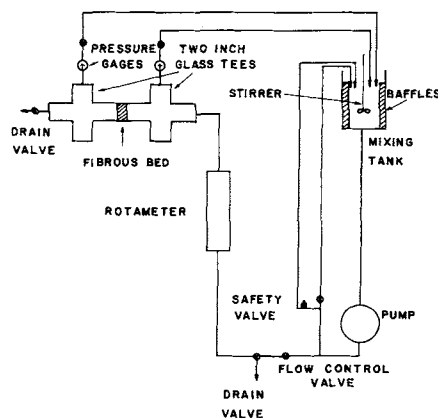 PRESSURE
GAGES
TWO INCH
GLASS TEES
STIRRER
BAFFLES
DRAIN
VALVE
FIBROUS BED
MIXING
TANK
ROTAMETER
SAFETY
VALVE
PUMP
FLOW CONTROL
VALVE
DRAIN
VALVE